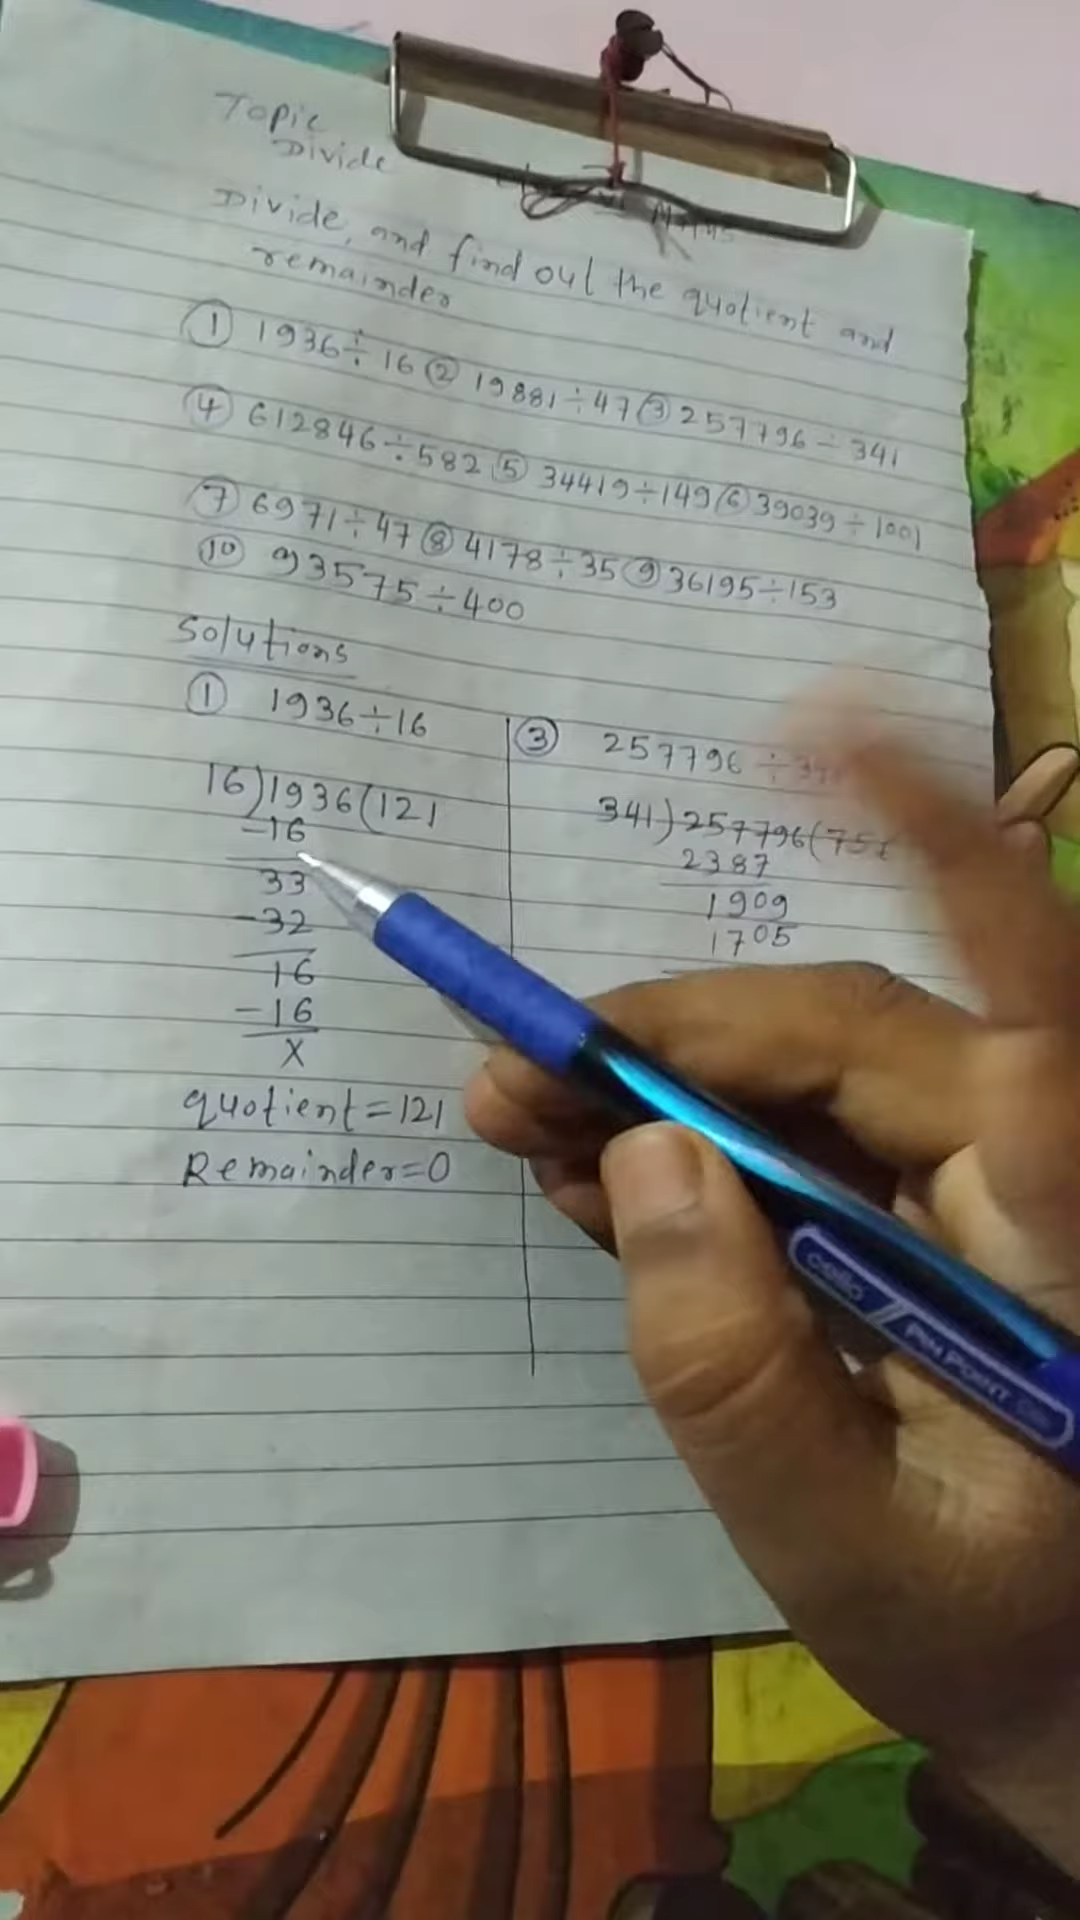 Topic
Divide
Maths
Divide, and find out the quotient and
remainder
① 1936÷16 ② 19881÷47 ③ 257796÷341
④ 612846÷582 ⑤ 34419÷149 ⑥ 39039÷1001
⑦ 6971÷47 ⑧ 4178÷35 ⑨ 36195÷153
⑩ 93575÷400
Solutions
① 1936÷16
16)1936(121
-16
33
-32
16
-16
x
quotient=121
Remainder=0
③ 257796 ÷
341)257796(75
2387
1909
1705
cello
PIN POINT